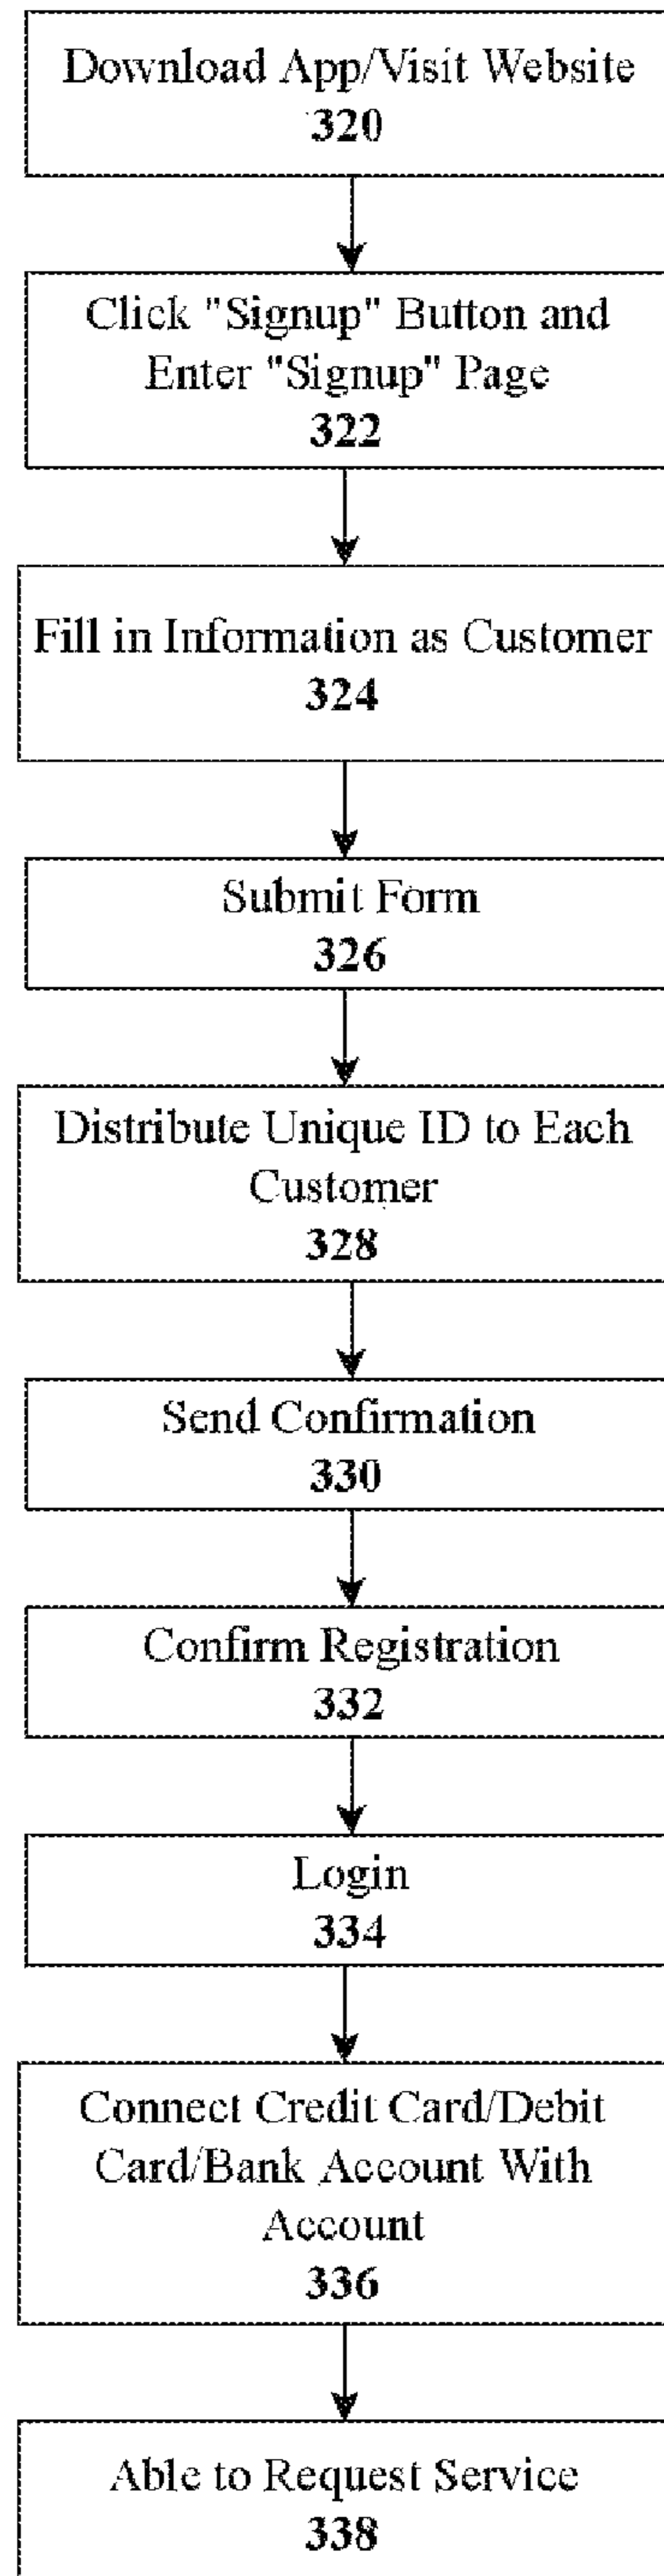 Download App/Visit Website
320
Click "Signup" Button and
Enter "Signup" Page
322
Fill in Information as Customer
324
Submit Form
326
Distribute Unique ID to Each
Customer
328
Send Confirmation
330
Confirm Registration
332
Login
334
Connect Credit Card/Debit
Card/Bank Account With
Account
336
Able to Request Service
338